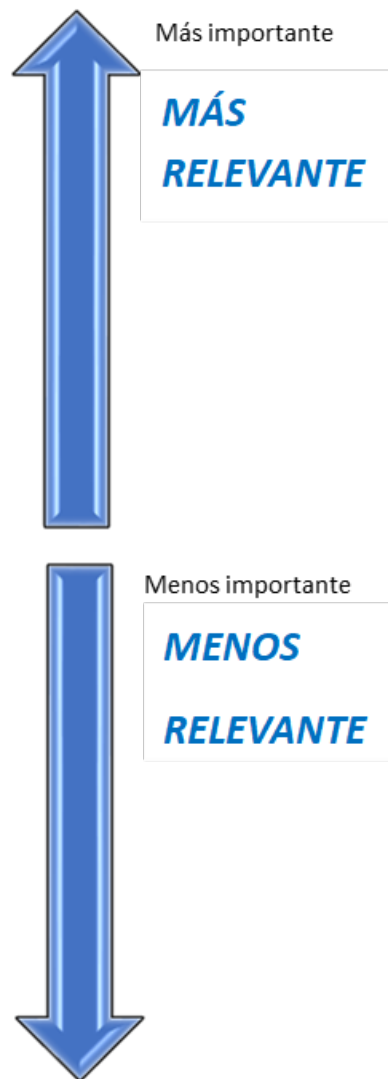 Más importante
MÁS
RELEVANTE
Menos importante
MENOS
RELEVANTE